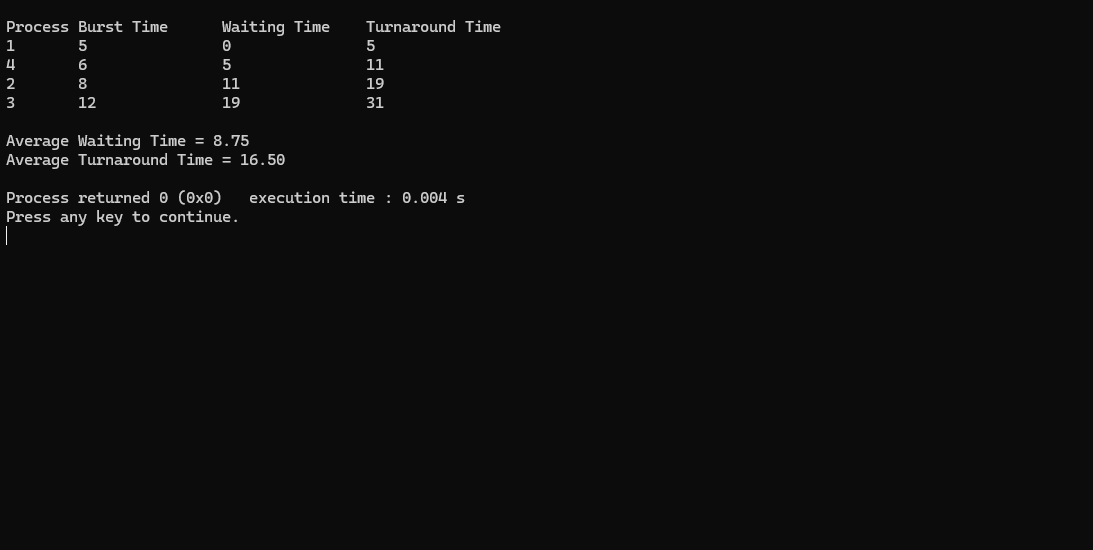 Process Burst Time      Waiting Time    Turnaround Time
1       5               0               5
4       6               5               11
2       8               11              19
3       12              19              31
Average Waiting Time = 8.75
Average Turnaround Time = 16.50
Process returned 0 (0x0)   execution time : 0.004 s
Press any key to continue.